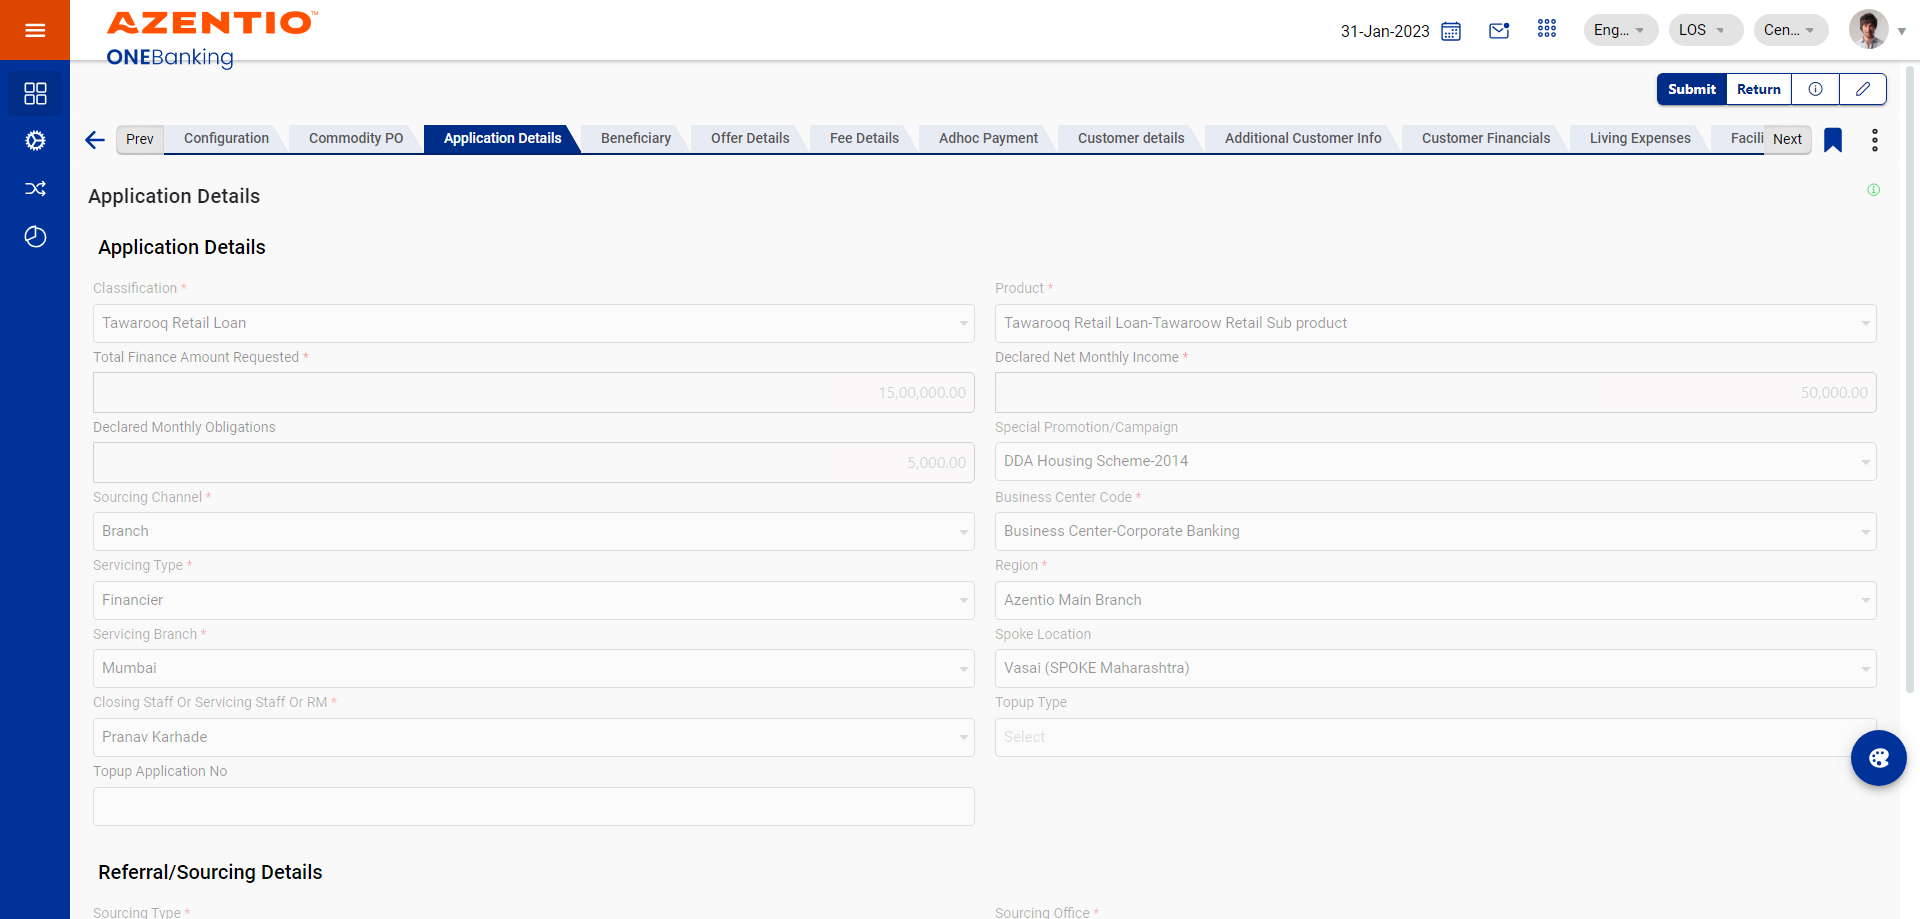 AZENTIO™
ONEBanking
31-Jan-2023
Eng...
LOS
Cen...
Submit
Return
Prev
Configuration
Commodity PO
Application Details
Beneficiary
Offer Details
Fee Details
Adhoc Payment
Customer details
Additional Customer Info
Customer Financials
Living Expenses
Facili
Next
Application Details
Application Details
Classification *
Product *
Tawarooq Retail Loan
Tawarooq Retail Loan-Tawaroow Retail Sub product
Total Finance Amount Requested *
Declared Net Monthly Income *
15,00,000.00
50,000.00
Declared Monthly Obligations
Special Promotion/Campaign
5,000.00
DDA Housing Scheme-2014
Sourcing Channel *
Business Center Code *
Branch
Business Center-Corporate Banking
Servicing Type *
Region *
Financier
Azentio Main Branch
Servicing Branch *
Spoke Location
Mumbai
Vasai (SPOKE Maharashtra)
Closing Staff Or Servicing Staff Or RM *
Topup Type
Pranav Karhade
Select
Topup Application No
Referral/Sourcing Details
Sourcing Type *
Sourcing Office *